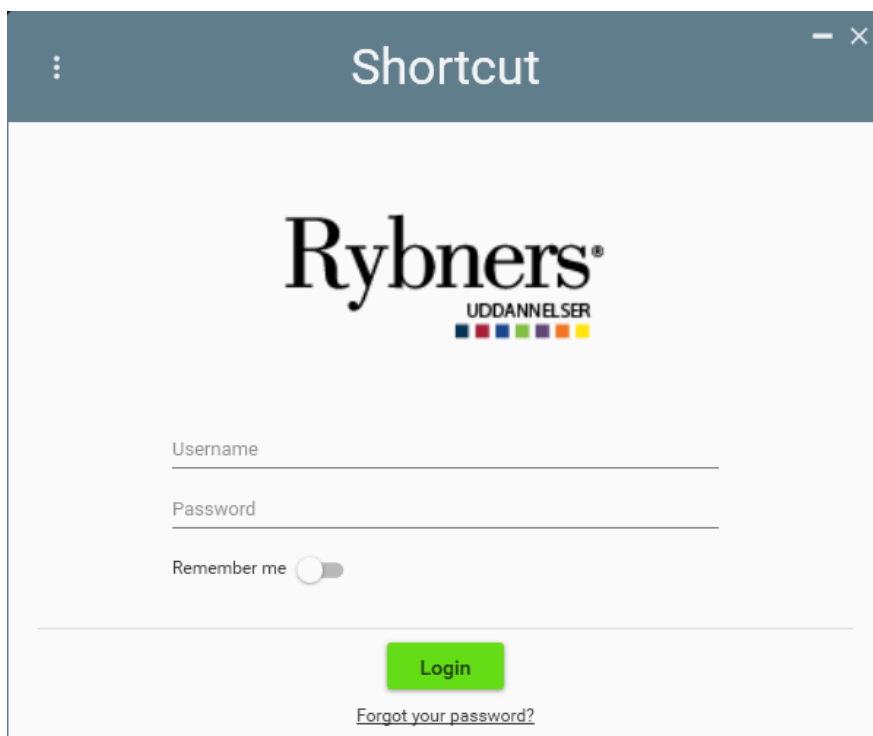 Shortcut
Rybners®
UDDANNELSER
Username
Password
Remember me
Login
Forgot your password?